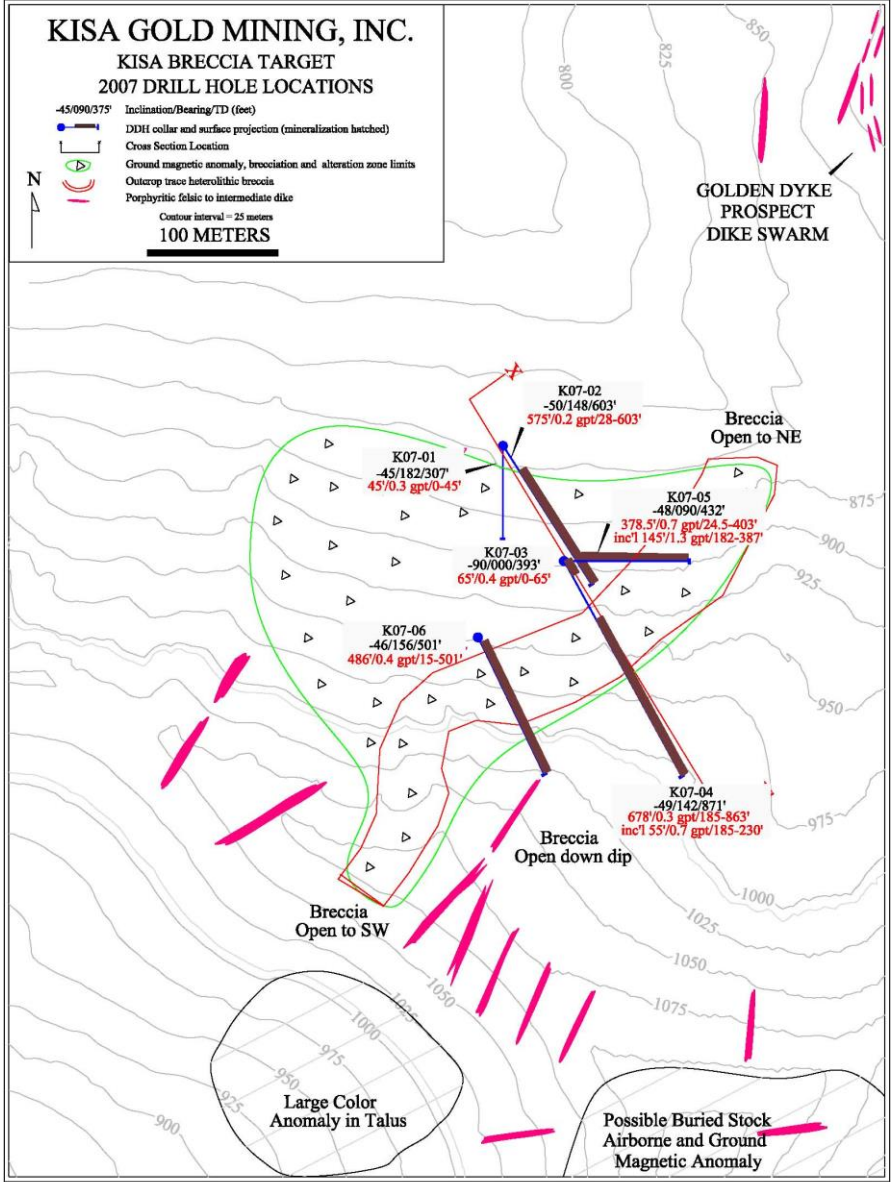 KISA GOLD MINING, INC.
KISA BRECCIA TARGET
2007 DRILL HOLE LOCATIONS
-45/090/375' Inclination/Bearing/TD (feet)
DDH collar and surface projection (mineralization hatched)
Cross Section Location
Ground magnetic anomaly, brecciation and alteration zone limits
Outcrop trace heterolithic breccia
Porphyritic felsic to intermediate dike
N
Contour interval = 25 meters
100 METERS
800
825
850
GOLDEN DYKE
PROSPECT
DIKE SWARM
X
K07-02
-50/148/603'
575'/0.2 gpt/28-603'
Breccia
Open to NE
K07-01
-45/182/307'
45'/0.3 gpt/0-45'
K07-05
-48/090/432'
378.5'/0.7 gpt/24.5-403'
inc'l 145'/1.3 gpt/182-387'
875
900
925
K07-03
-90/000/393'
65'/0.4 gpt/0-65'
K07-06
-46/156/501'
486'/0.4 gpt/15-501'
950
K07-04
-49/142/871'
678'/0.3 gpt/185-863'
inc'l 55'/0.7 gpt/185-230'
975
Breccia
Open down dip
1000
Breccia
Open to SW
1025
1050
1075
1050
1025
1000
975
950
925
900
Large Color
Anomaly in Talus
Possible Buried Stock
Airborne and Ground
Magnetic Anomaly